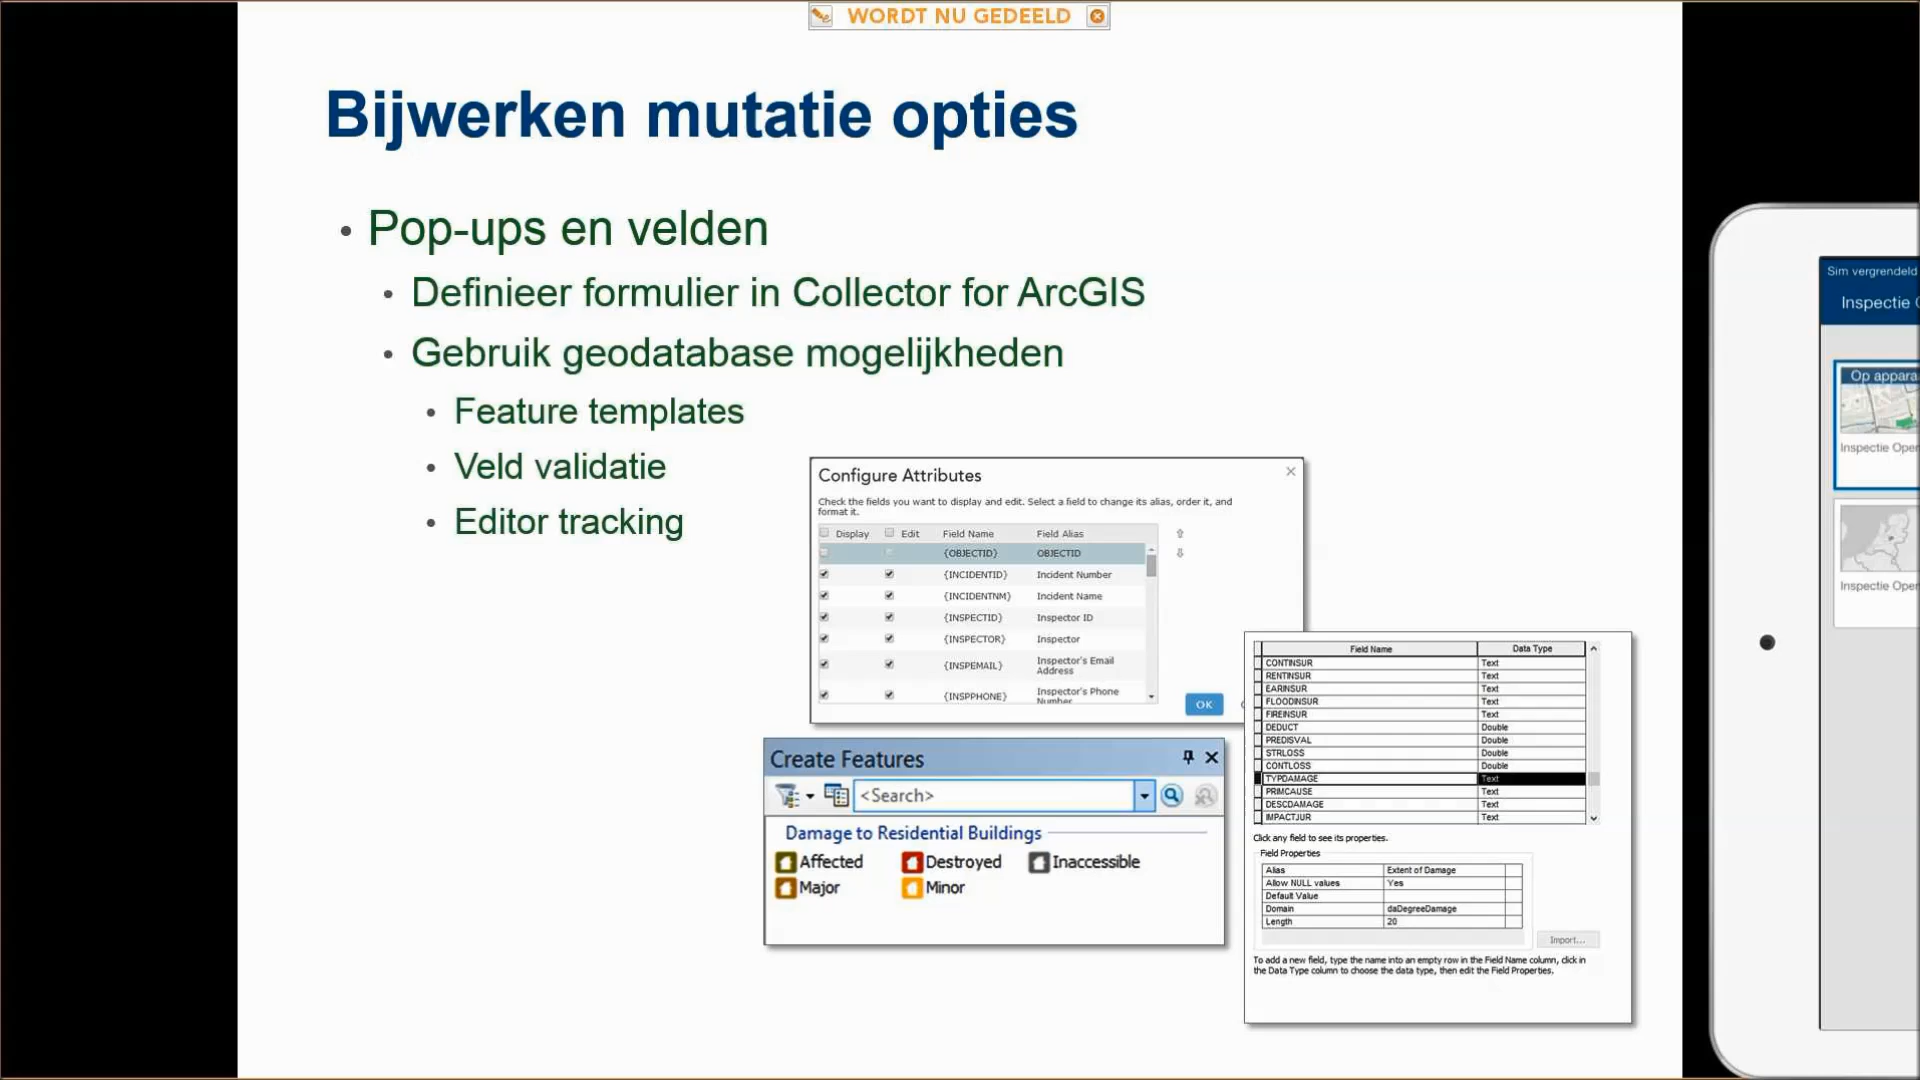 WORDT NU GEDEELD
Bijwerken mutatie opties
• Pop-ups en velden
• Definieer formulier in Collector for ArcGIS
• Gebruik geodatabase mogelijkheden
• Feature templates
• Veld validatie
• Editor tracking
Configure Attributes
Check the fields you want to display and edit. Select a field to change its alias, order it, and
format it.
Display Edit Field Name Field Alias
{OBJECTID} OBJECTID
{INCIDENTID} Incident Number
{INCIDENTNM} Incident Name
{INSPECTID} Inspector ID
{INSPECTOR} Inspector
{INSPEMAIL} Inspector's Email
Address
{INSPPHONE} Inspector's Phone
Number
OK
Create Features
<Search>
Damage to Residential Buildings
Affected Destroyed Inaccessible
Major Minor
Field Name Data Type
CONTINSUR Text
RENTINSUR Text
EARINSUR Text
FLOODINSUR Text
FIREINSUR Text
DEDUCT Double
PREDISVAL Double
STRLOSS Double
CONTLOSS Double
TYPDAMAGE Text
PRIMCAUSE Text
DESCDAMAGE Text
IMPACTJUR Text
Click any field to see its properties.
Field Properties
Alias Extent of Damage
Allow NULL values Yes
Default Value
Domain daDegreeDamage
Length 20
Import...
To add a new field, type the name into an empty row in the Field Name column, click in
the Data Type column to choose the data type, then edit the Field Properties.
Sim vergrendeld
Inspectie
Op appara
Inspectie Oper
Inspectie Oper